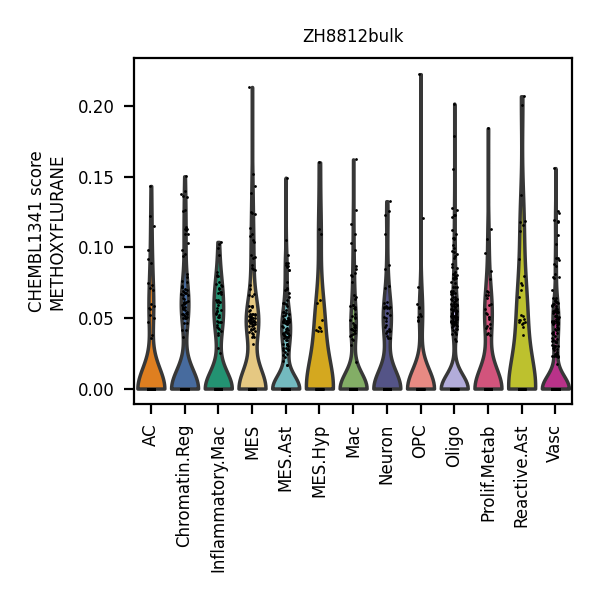 ZH8812bulk
CHEMBL1341 score
METHOXYFLURANE
0.20
0.15
0.10
0.05
0.00
AC
Chromatin.Reg
Inflammatory.Mac
MES
MES.Ast
MES.Hyp
Mac
Neuron
OPC
Oligo
Prolif.Metab
Reactive.Ast
Vasc